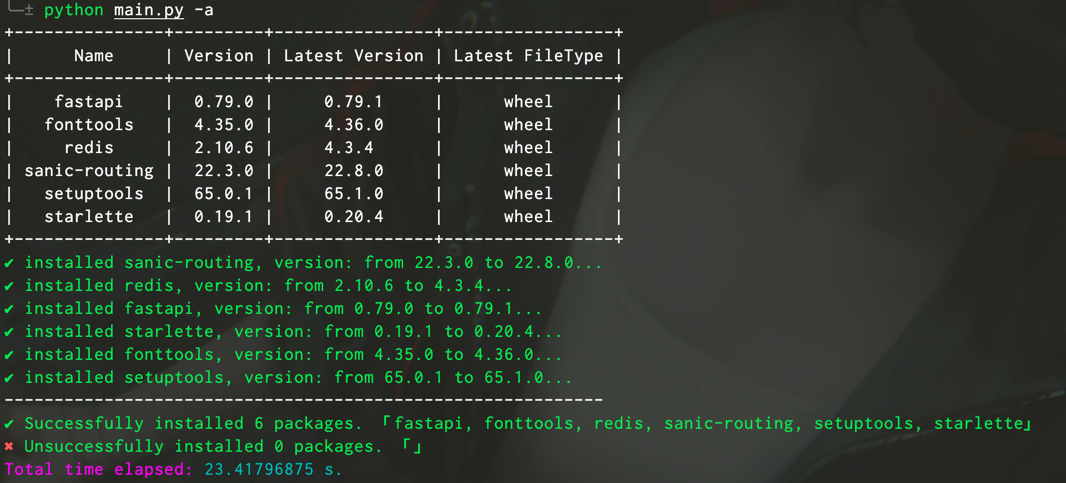 └─± python main.py -a
+---------------+---------+----------------+-----------------+
|      Name     | Version | Latest Version | Latest FileType |
+---------------+---------+----------------+-----------------+
|    fastapi    |  0.79.0 |     0.79.1     |      wheel      |
|   fonttools   |  4.35.0 |     4.36.0     |      wheel      |
|     redis     |  2.10.6 |     4.3.4      |      wheel      |
| sanic-routing |  22.3.0 |     22.8.0     |      wheel      |
|   setuptools  |  65.0.1 |     65.1.0     |      wheel      |
|   starlette   |  0.19.1 |     0.20.4     |      wheel      |
+---------------+---------+----------------+-----------------+
✔ installed sanic-routing, version: from 22.3.0 to 22.8.0...
✔ installed redis, version: from 2.10.6 to 4.3.4...
✔ installed fastapi, version: from 0.79.0 to 0.79.1...
✔ installed starlette, version: from 0.19.1 to 0.20.4...
✔ installed fonttools, version: from 4.35.0 to 4.36.0...
✔ installed setuptools, version: from 65.0.1 to 65.1.0...
------------------------------------------------------------
✔ Successfully installed 6 packages. 「fastapi, fonttools, redis, sanic-routing, setuptools, starlette」
✖ Unsuccessfully installed 0 packages. 「」
Total time elapsed: 23.41796875 s.